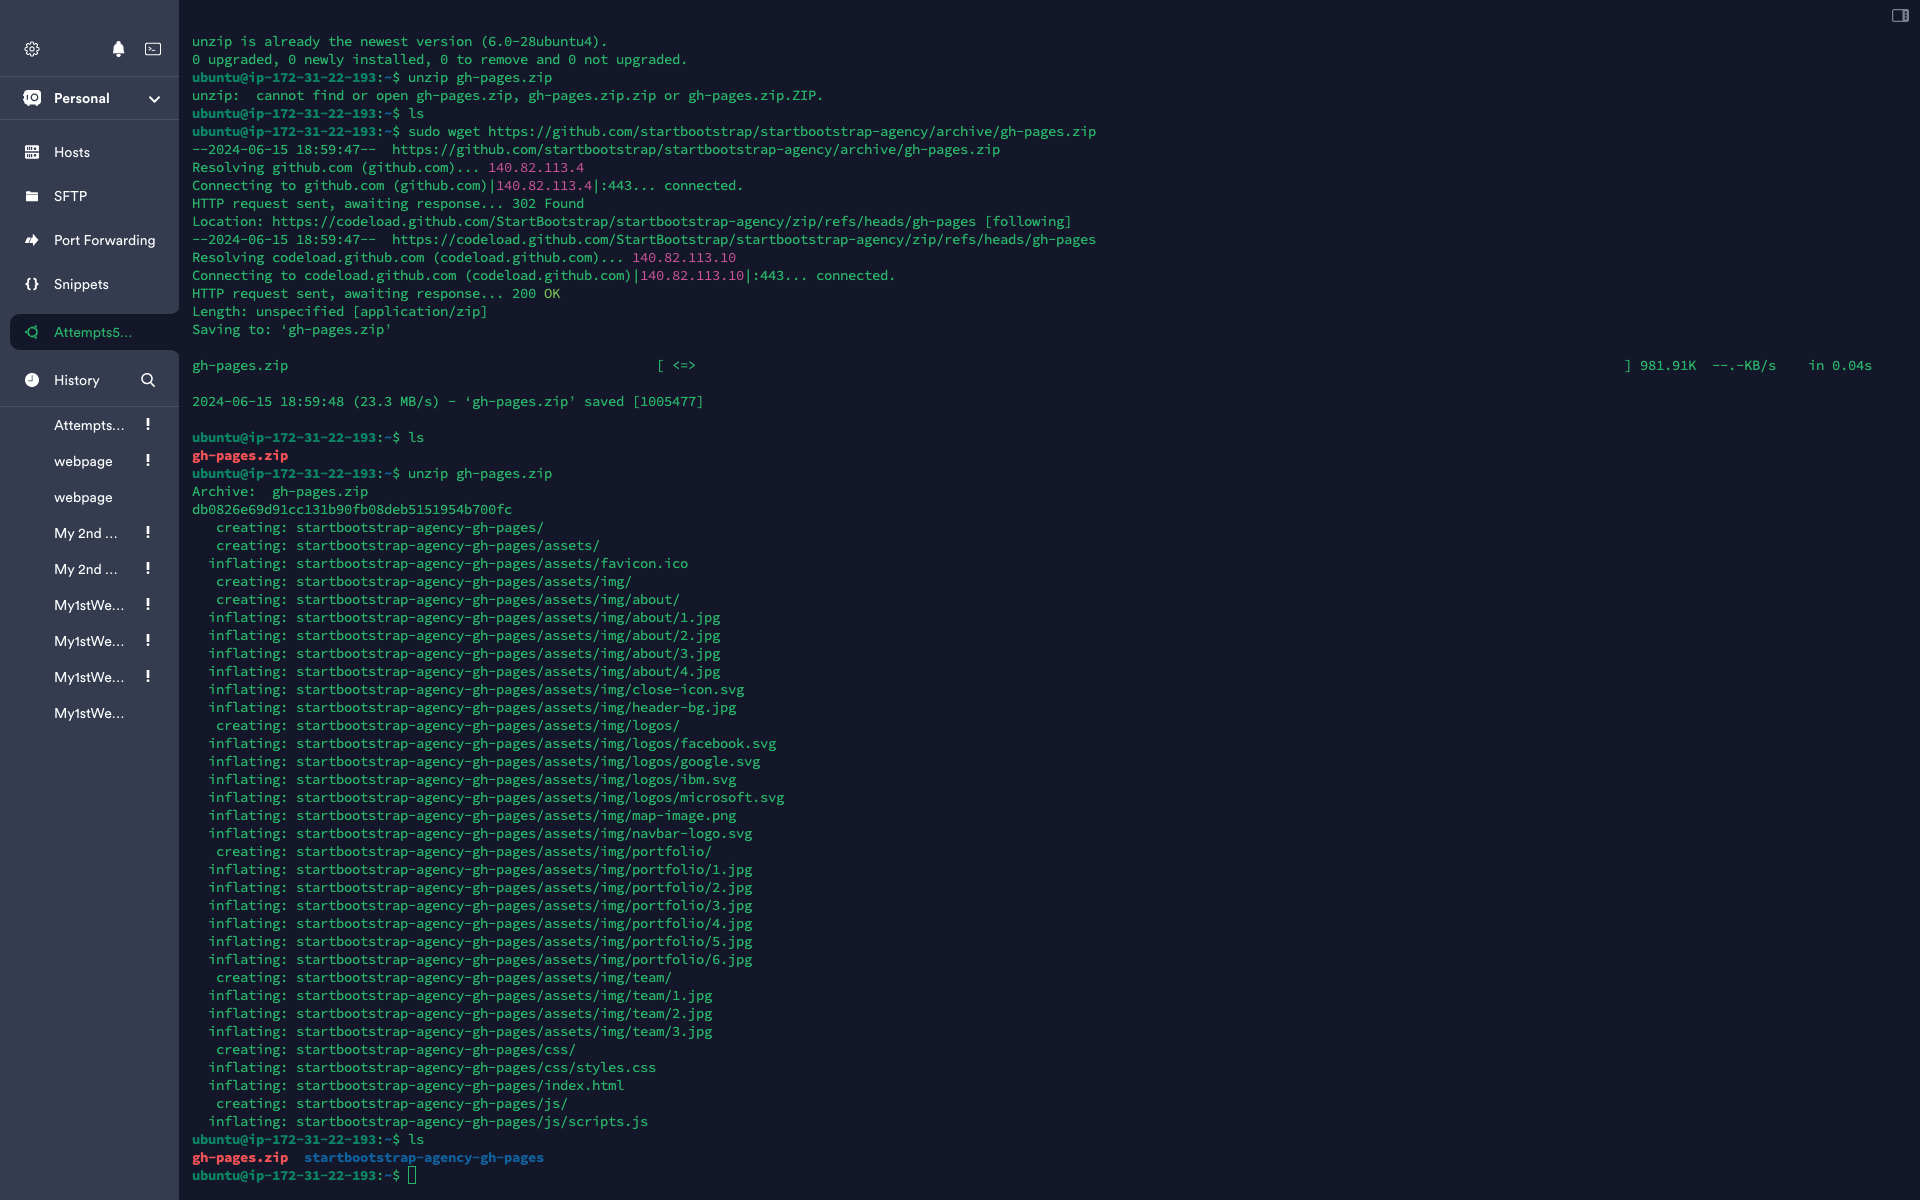 Personal
Hosts
SFTP
Port Forwarding
Snippets
Attempts5...
History
Attempts...
webpage
webpage
My 2nd ...
My 2nd ...
My1stWe...
My1stWe...
My1stWe...
My1stWe...
unzip is already the newest version (6.0-28ubuntu4).
0 upgraded, 0 newly installed, 0 to remove and 0 not upgraded.
ubuntu@ip-172-31-22-193:~$ unzip gh-pages.zip
unzip:  cannot find or open gh-pages.zip, gh-pages.zip.zip or gh-pages.zip.ZIP.
ubuntu@ip-172-31-22-193:~$ ls
ubuntu@ip-172-31-22-193:~$ sudo wget https://github.com/startbootstrap/startbootstrap-agency/archive/gh-pages.zip
--2024-06-15 18:59:47--  https://github.com/startbootstrap/startbootstrap-agency/archive/gh-pages.zip
Resolving github.com (github.com)... 140.82.113.4
Connecting to github.com (github.com)|140.82.113.4|:443... connected.
HTTP request sent, awaiting response... 302 Found
Location: https://codeload.github.com/StartBootstrap/startbootstrap-agency/zip/refs/heads/gh-pages [following]
--2024-06-15 18:59:47--  https://codeload.github.com/StartBootstrap/startbootstrap-agency/zip/refs/heads/gh-pages
Resolving codeload.github.com (codeload.github.com)... 140.82.113.10
Connecting to codeload.github.com (codeload.github.com)|140.82.113.10|:443... connected.
HTTP request sent, awaiting response... 200 OK
Length: unspecified [application/zip]
Saving to: ‘gh-pages.zip’
gh-pages.zip [ <=> ] 981.91K  --.-KB/s    in 0.04s
2024-06-15 18:59:48 (23.3 MB/s) - ‘gh-pages.zip’ saved [1005477]
ubuntu@ip-172-31-22-193:~$ ls
gh-pages.zip
ubuntu@ip-172-31-22-193:~$ unzip gh-pages.zip
Archive:  gh-pages.zip
db0826e69d91cc131b90fb08deb5151954b700fc
creating: startbootstrap-agency-gh-pages/
creating: startbootstrap-agency-gh-pages/assets/
inflating: startbootstrap-agency-gh-pages/assets/favicon.ico
creating: startbootstrap-agency-gh-pages/assets/img/
creating: startbootstrap-agency-gh-pages/assets/img/about/
inflating: startbootstrap-agency-gh-pages/assets/img/about/1.jpg
inflating: startbootstrap-agency-gh-pages/assets/img/about/2.jpg
inflating: startbootstrap-agency-gh-pages/assets/img/about/3.jpg
inflating: startbootstrap-agency-gh-pages/assets/img/about/4.jpg
inflating: startbootstrap-agency-gh-pages/assets/img/close-icon.svg
inflating: startbootstrap-agency-gh-pages/assets/img/header-bg.jpg
creating: startbootstrap-agency-gh-pages/assets/img/logos/
inflating: startbootstrap-agency-gh-pages/assets/img/logos/facebook.svg
inflating: startbootstrap-agency-gh-pages/assets/img/logos/google.svg
inflating: startbootstrap-agency-gh-pages/assets/img/logos/ibm.svg
inflating: startbootstrap-agency-gh-pages/assets/img/logos/microsoft.svg
inflating: startbootstrap-agency-gh-pages/assets/img/map-image.png
inflating: startbootstrap-agency-gh-pages/assets/img/navbar-logo.svg
creating: startbootstrap-agency-gh-pages/assets/img/portfolio/
inflating: startbootstrap-agency-gh-pages/assets/img/portfolio/1.jpg
inflating: startbootstrap-agency-gh-pages/assets/img/portfolio/2.jpg
inflating: startbootstrap-agency-gh-pages/assets/img/portfolio/3.jpg
inflating: startbootstrap-agency-gh-pages/assets/img/portfolio/4.jpg
inflating: startbootstrap-agency-gh-pages/assets/img/portfolio/5.jpg
inflating: startbootstrap-agency-gh-pages/assets/img/portfolio/6.jpg
creating: startbootstrap-agency-gh-pages/assets/img/team/
inflating: startbootstrap-agency-gh-pages/assets/img/team/1.jpg
inflating: startbootstrap-agency-gh-pages/assets/img/team/2.jpg
inflating: startbootstrap-agency-gh-pages/assets/img/team/3.jpg
creating: startbootstrap-agency-gh-pages/css/
inflating: startbootstrap-agency-gh-pages/css/styles.css
inflating: startbootstrap-agency-gh-pages/index.html
creating: startbootstrap-agency-gh-pages/js/
inflating: startbootstrap-agency-gh-pages/js/scripts.js
ubuntu@ip-172-31-22-193:~$ ls
gh-pages.zip  startbootstrap-agency-gh-pages
ubuntu@ip-172-31-22-193:~$